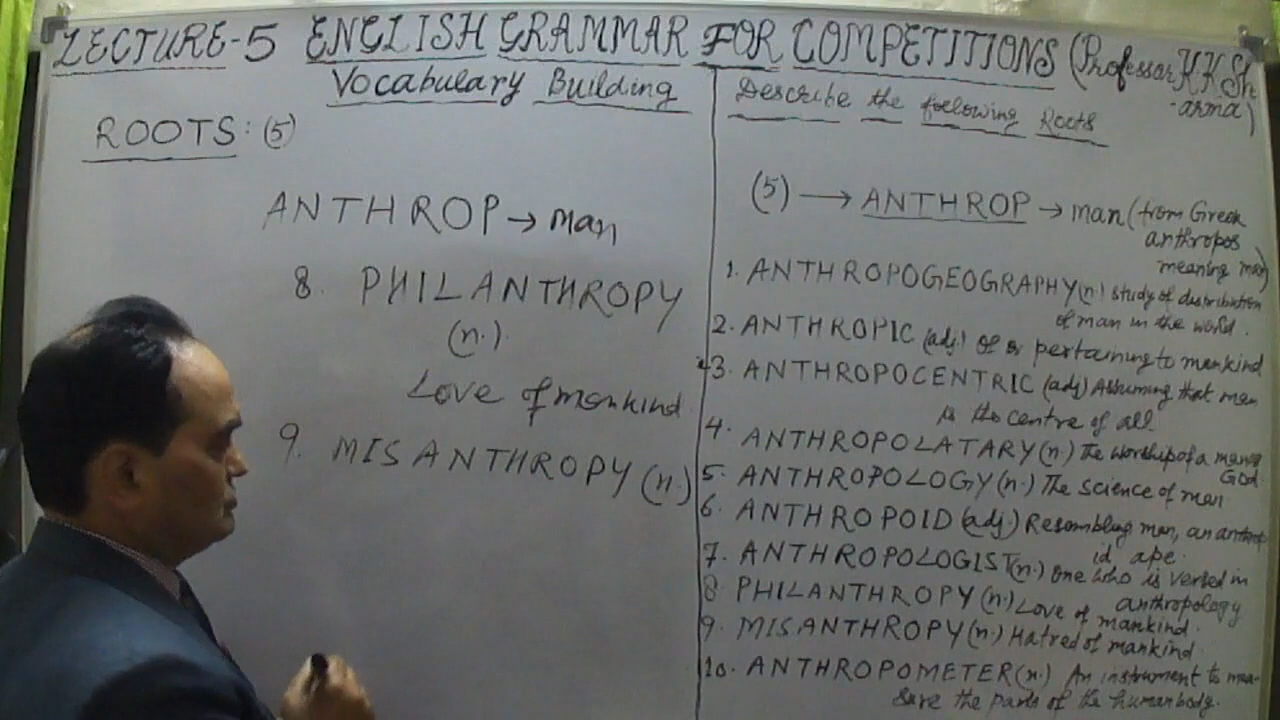 LECTURE-5 ENGLISH GRAMMAR FOR COMPETITIONS (Professor KKSh
-arma)
Vocabulary Building
ROOTS: (5)
ANTHROP → man
8. PHILANTHROPY
(n.)
Love of mankind.
9. MISANTHROPY (n.)
Describe the following Roots
(5) → ANTHROP → man (from Greek
anthropos
meaning man)
1. ANTHROPOGEOGRAPHY (n.) study of distribution
of man in the world.
2. ANTHROPIC (adj.) Of or pertaining to mankind
3. ANTHROPOCENTRIC (adj) Assuming that man
is the centre of all
4. ANTHROPOLATARY (n.) The worship of a man as
God
5. ANTHROPOLOGY (n.) The science of man
6. ANTHROPOID (adj.) Resembling man, an anthropo
id ape.
7. ANTHROPOLOGIST (n.) one who is versed in
anthropology
8 PHILANTHROPY (n.) Love of mankind.
9. MISANTHROPY (n.) Hatred of mankind.
10. ANTHROPOMETER (n.) An instrument to mea-
sure the parts of the human body.